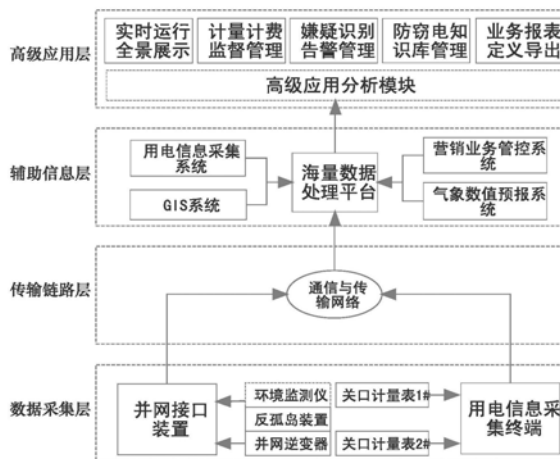 实时运行
全景展示
计量计费
监督管理
嫌疑识别
告警管理
防窃电知
识库管理
业务报表
定义导出
高级应用层
高级应用分析模块
用电信息采集
系统
GIS系统
辅助信息层
海量数据
处理平台
营销业务管控系
统
气象数值预报系
统
传输链路层
通信与传
输网络
数据采集层
并网接口
装置
环境监测仪
反孤岛装置
并网逆变器
关口计量表1#
关口计量表2#
用电信息采
集终端